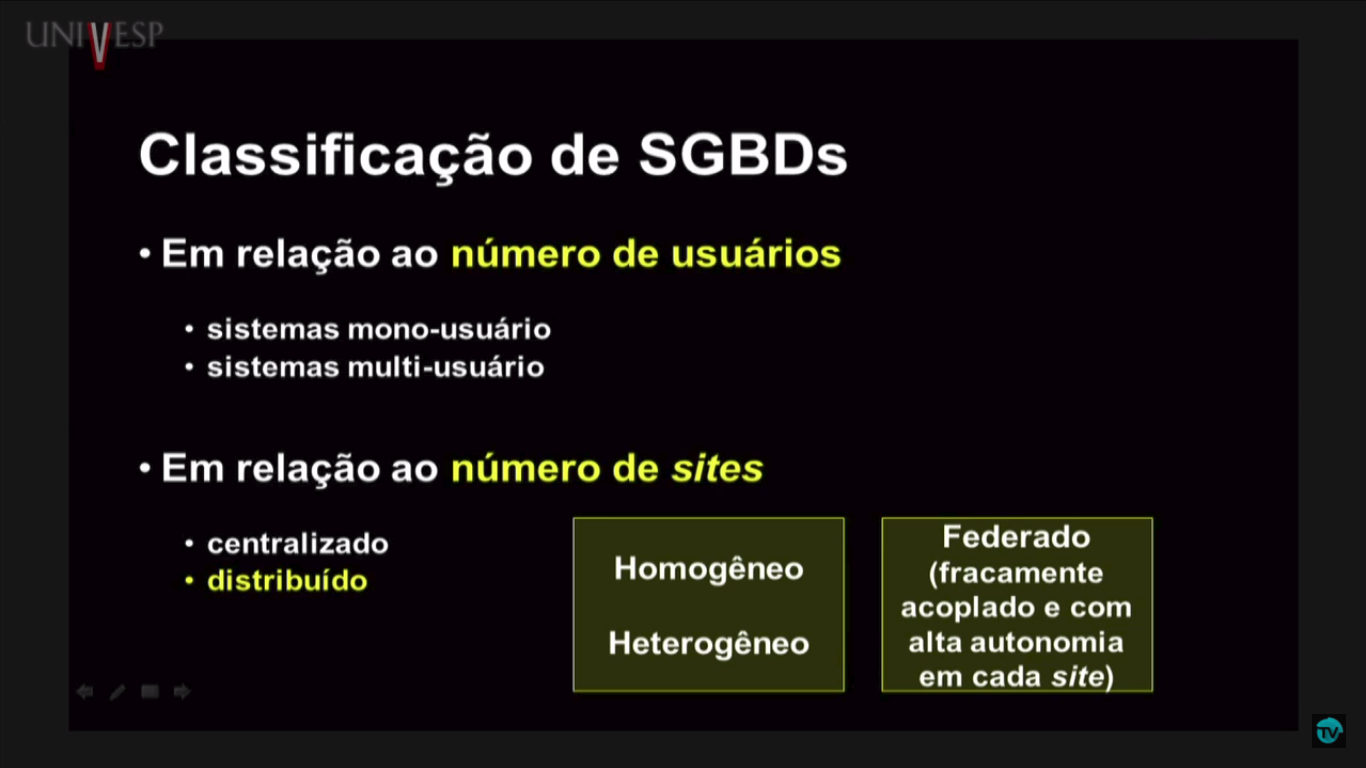 UNIVESP
Classificação de SGBDs
• Em relação ao número de usuários
• sistemas mono-usuário
• sistemas multi-usuário
• Em relação ao número de sites
• centralizado
• distribuído
Homogêneo
Heterogêneo
Federado
(fracamente
acoplado e com
alta autonomia
em cada site)
TV